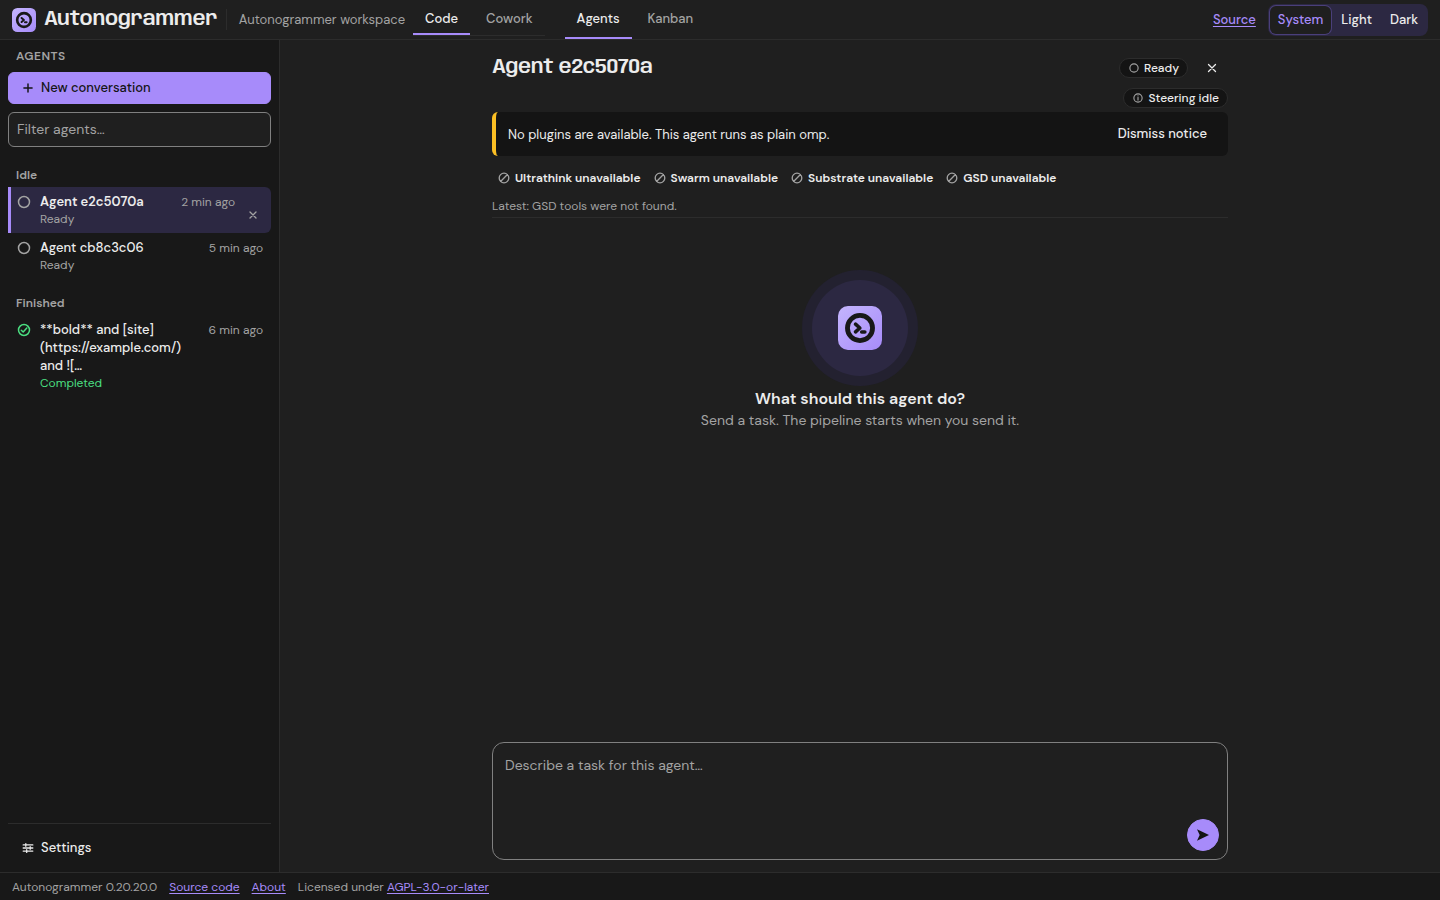 Autonogrammer
Autonogrammer workspace
Code
Cowork
Agents
Kanban
Source
System
Light
Dark
AGENTS
New conversation
Filter agents…
Idle
Agent e2c5070a
2 min ago
Ready
Agent cb8c3c06
5 min ago
Ready
Finished
**bold** and [site]
6 min ago
(https://example.com/)
and ![…
Completed
Settings
Agent e2c5070a
Ready
Steering idle
No plugins are available. This agent runs as plain omp.
Dismiss notice
Ultrathink unavailable
Swarm unavailable
Substrate unavailable
GSD unavailable
Latest: GSD tools were not found.
What should this agent do?
Send a task. The pipeline starts when you send it.
Describe a task for this agent…
Autonogrammer 0.20.20.0
Source code
About
Licensed under AGPL-3.0-or-later